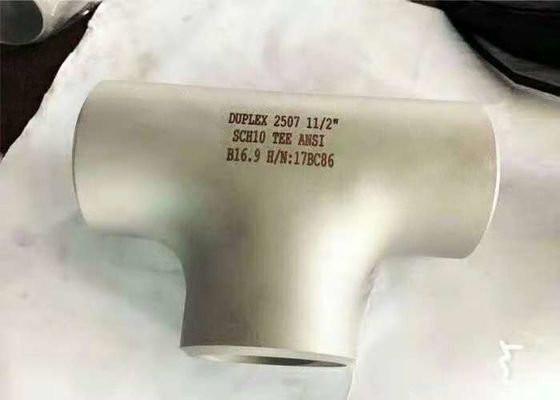 DUPLEX 2507 11/2"
SCH10 TEE ANSI
B16.9 H/N:17BC86